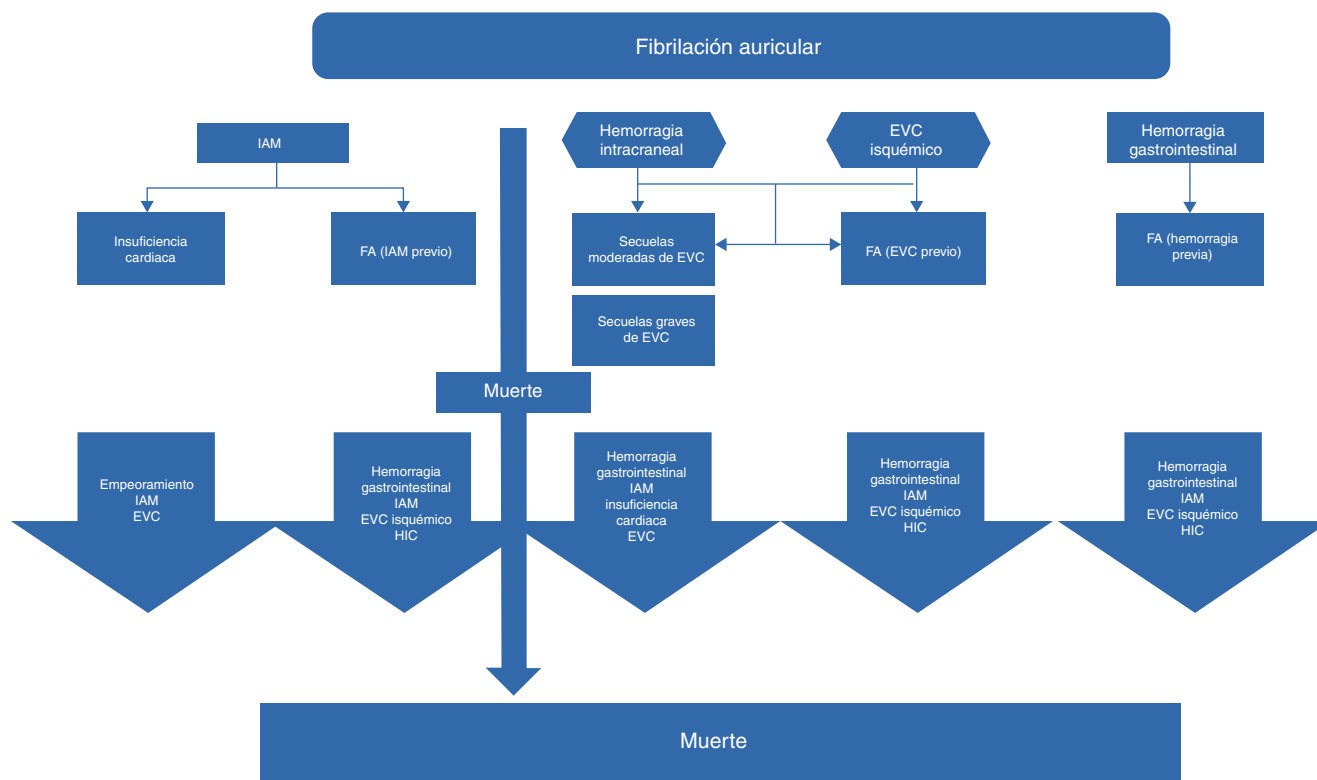 Fibrilación auricular
IAM
Hemorragia
intracraneal
EVC
isquémico
Hemorragia
gastrointestinal
Insuficiencia
cardiaca
FA (IAM previo)
Secuelas
moderadas de EVC
FA (EVC previo)
FA (hemorragia
previa)
Secuelas graves
de EVC
Muerte
Empeoramiento
IAM
EVC
Hemorragia
gastrointestinal
IAM
EVC isquémico
HIC
Hemorragia
gastrointestinal
IAM
insuficiencia
cardiaca
EVC
Hemorragia
gastrointestinal
IAM
EVC isquémico
HIC
Hemorragia
gastrointestinal
IAM
EVC isquémico
HIC
Muerte